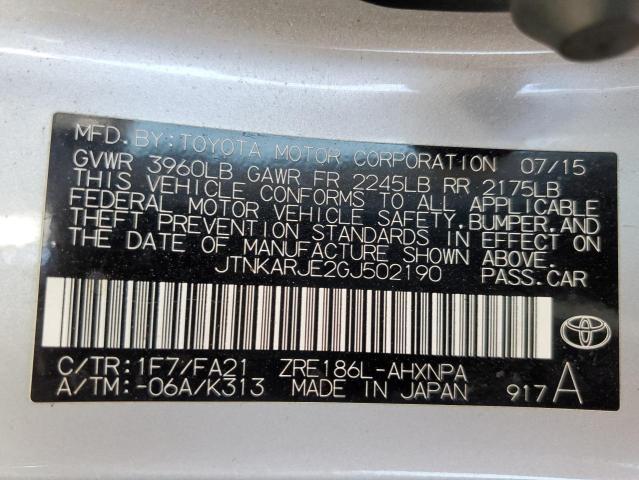 MFD. BY: TOYOTA MOTOR CORPORATION 07/15
GVWR 3960LB GAWR FR 2245LB RR 2175LB
THIS VEHICLE CONFORMS TO ALL APPLICABLE
FEDERAL MOTOR VEHICLE SAFETY, BUMPER, AND
THEFT PREVENTION STANDARDS IN EFFECT ON
THE DATE OF MANUFACTURE SHOWN ABOVE.
JTNKARJE2GJ502190 PASS.CAR
C/TR:1F7/FA21 ZRE186L-AHXNPA
A/TM:-06A/K313 MADE IN JAPAN 917 A